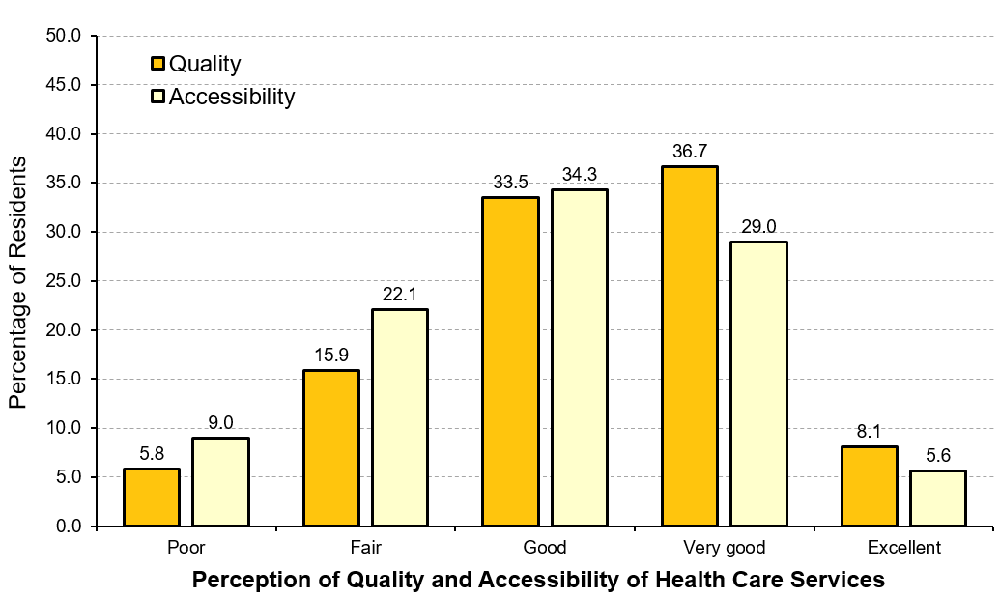 50.0
45.0
40.0
35.0
30.0
25.0
20.0
15.0
10.0
5.0
0.0
Percentage of Residents
Quality
Accessibility
5.8
9.0
15.9
22.1
33.5
34.3
36.7
29.0
8.1
5.6
Poor
Fair
Good
Very good
Excellent
Perception of Quality and Accessibility of Health Care Services